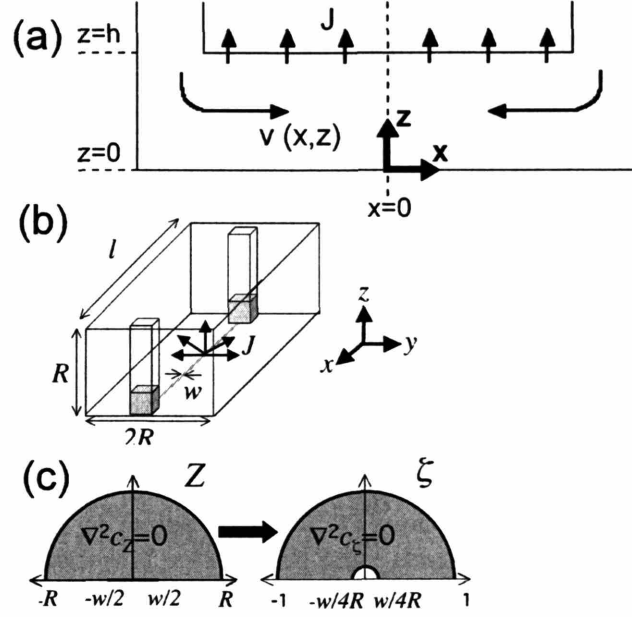 (a)
z=h
J
v (x,z)
z
x
z=0
x=0
(b)
l
R
w
J
2R
z
y
x
(c)
Z
ζ
∇²c_Z=0
∇²c_ζ=0
-R -w/2 w/2 R
-1 -w/4R w/4R 1